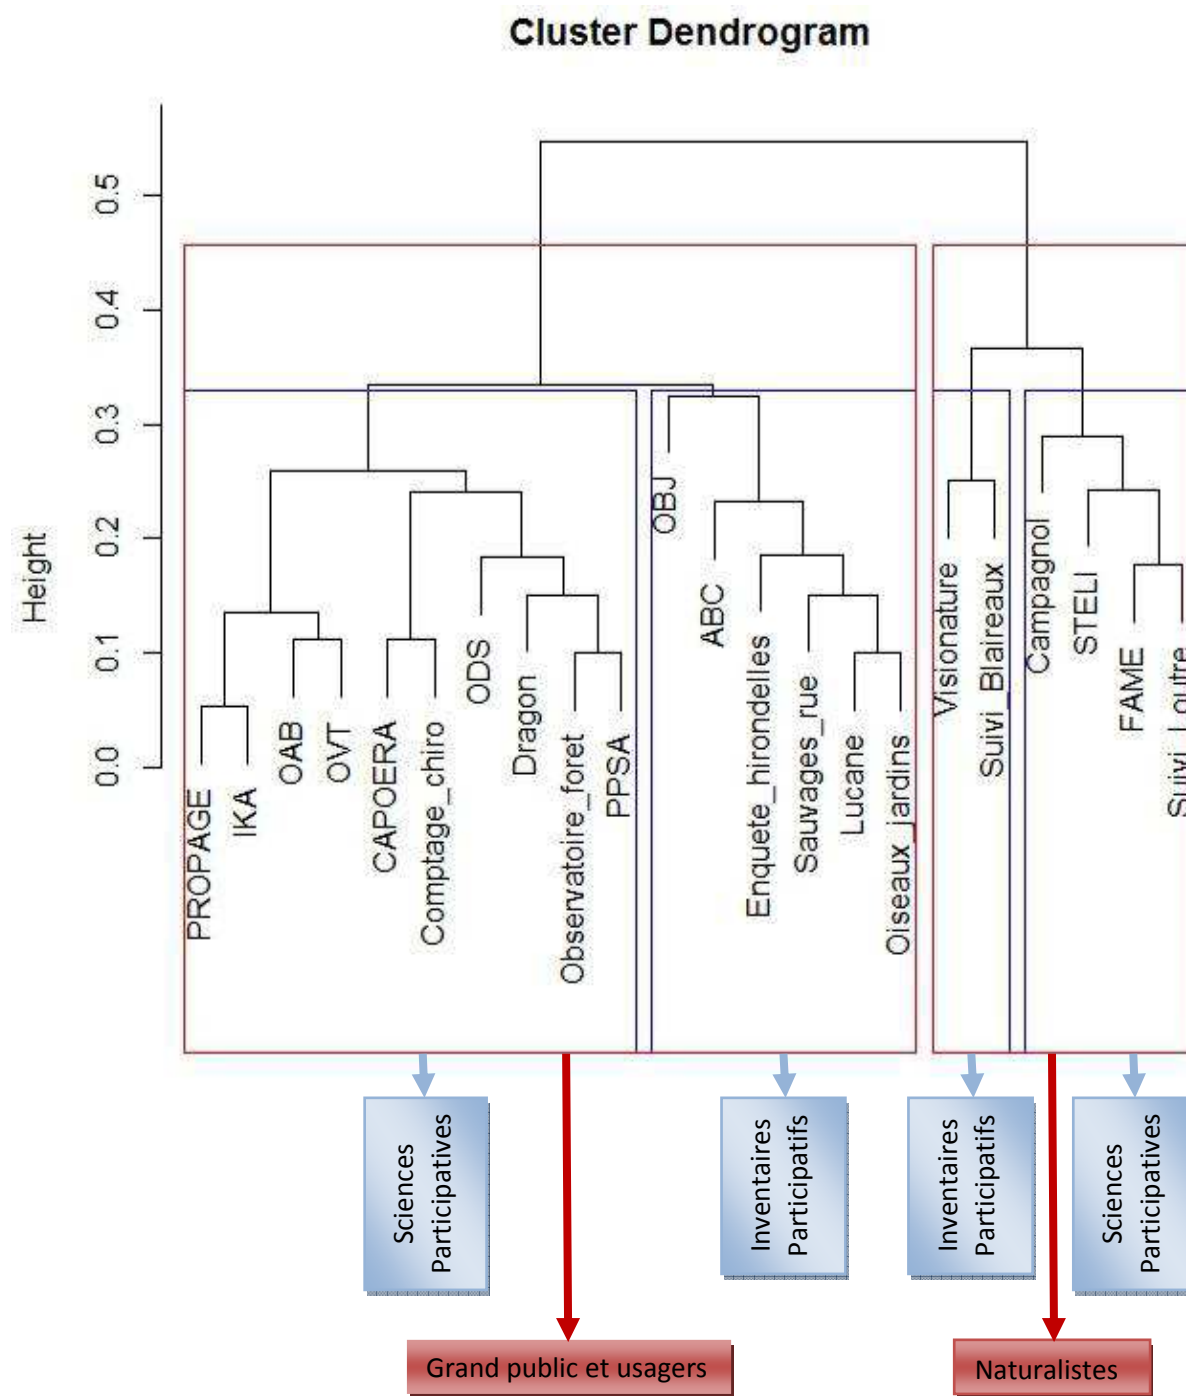 Cluster Dendrogram
Height
0.5
0.4
0.3
0.2
0.1
0.0
PROPAGE
IKA
OAB
OVT
CAPOERA
Comptage_chiro
ODS
Dragon
Observatoire_foret
PPSA
OBJ
ABC
Enquete_hirondelles
Sauvages_rue
Lucane
Oiseaux_jardins
Visionature
Suivi_Blaireaux
Campagnol
STELI
FAME
Suivi_Loutre
Sciences
Participatives
Inventaires
Participatifs
Inventaires
Participatifs
Sciences
Participatives
Grand public et usagers
Naturalistes